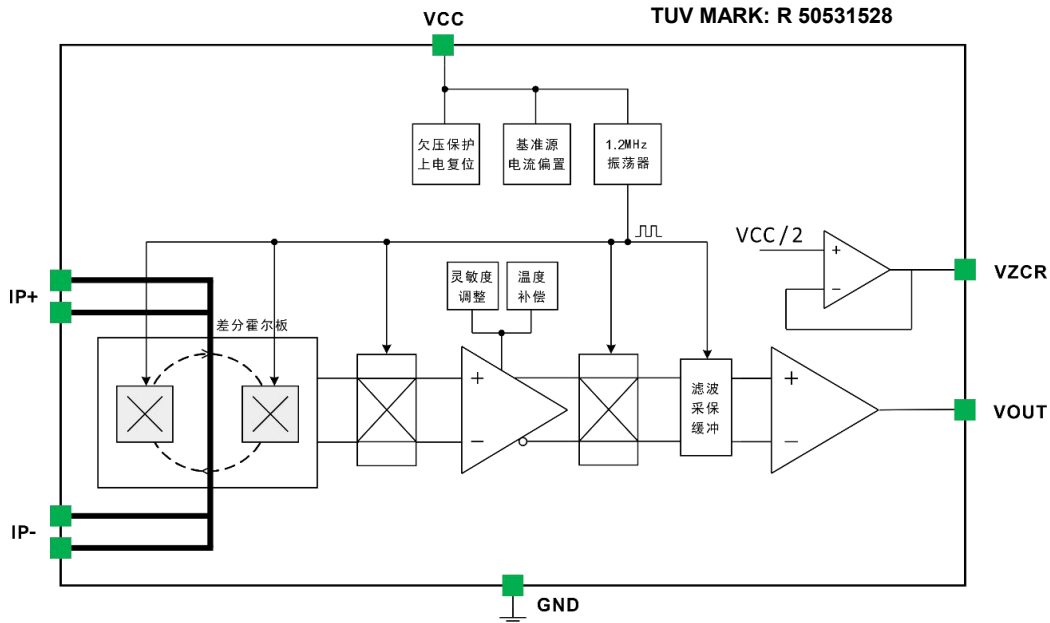 TUV MARK: R 50531528
VCC
欠压保护
上电复位
基准源
电流偏置
1.2MHz
振荡器
VCC/2
+
−
VZCR
灵敏度
调整
温度
补偿
IP+
差分霍尔板
+
−
滤波
采保
缓冲
+
−
VOUT
IP-
GND